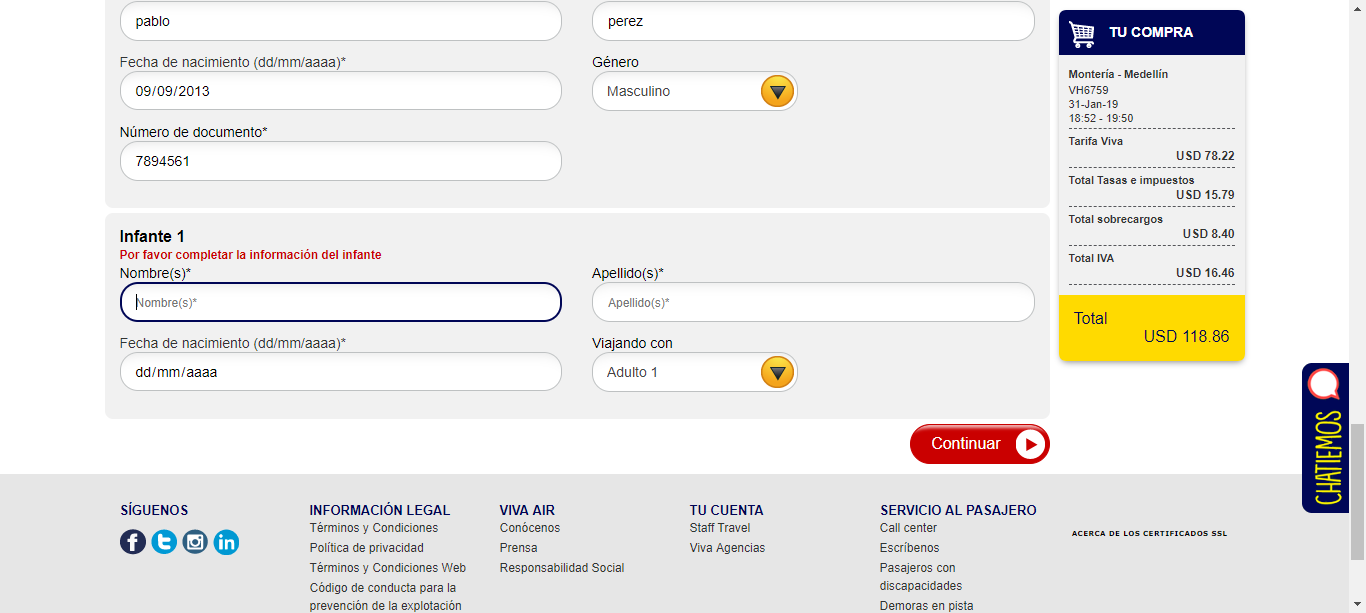 pablo
perez
Fecha de nacimiento (dd/mm/aaaa)*
Género
09/09/2013
Masculino
Número de documento*
7894561
Infante 1
Por favor completar la información del infante
Nombre(s)*
Apellido(s)*
Nombre(s)*
Apellido(s)*
Fecha de nacimiento (dd/mm/aaaa)*
Viajando con
dd/mm/aaaa
Adulto 1
Continuar
TU COMPRA
Montería - Medellín
VH6759
31-Jan-19
18:52 - 19:50
Tarifa Viva
USD 78.22
Total Tasas e impuestos
USD 15.79
Total sobrecargos
USD 8.40
Total IVA
USD 16.46
Total
USD 118.86
CHATIEMOS
SÍGUENOS
INFORMACIÓN LEGAL
Términos y Condiciones
Política de privacidad
Términos y Condiciones Web
Código de conducta para la
prevención de la explotación
VIVA AIR
Conócenos
Prensa
Responsabilidad Social
TU CUENTA
Staff Travel
Viva Agencias
SERVICIO AL PASAJERO
Call center
Escríbenos
Pasajeros con
discapacidades
Demoras en pista
ACERCA DE LOS CERTIFICADOS SSL